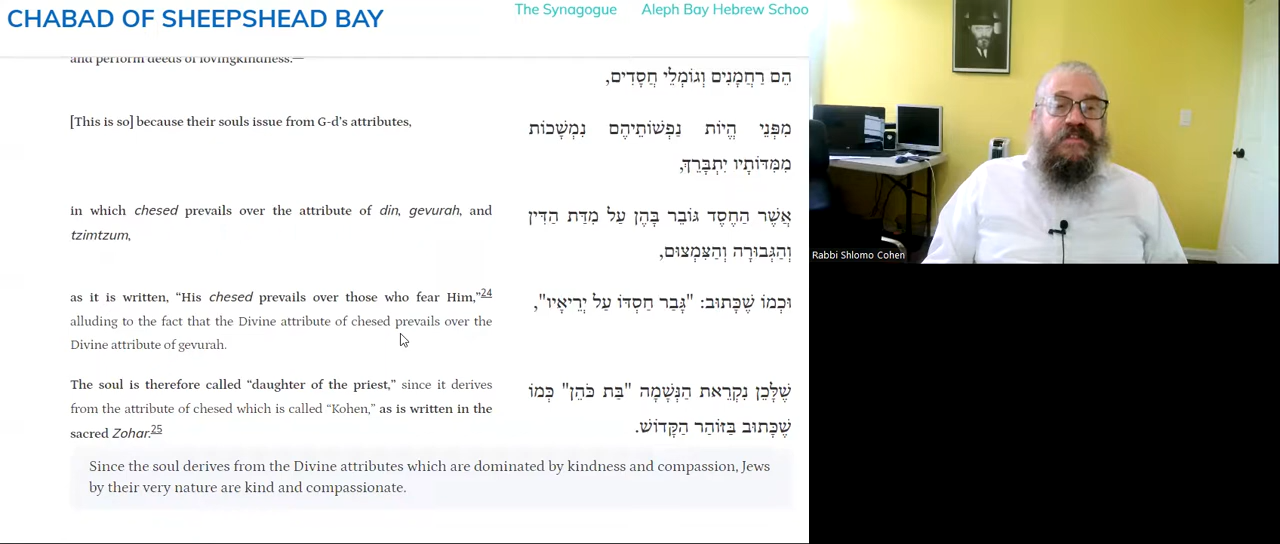 CHABAD OF SHEEPSHEAD BAY
The Synagogue Aleph Bay Hebrew Schoo
and perform deeds of lovingkindness.—
הֵם רַחֲמָנִים וְגוֹמְלֵי חֲסָדִים,
[This is so] because their souls issue from G-d's attributes,
מִפְּנֵי הֱיוֹת נַפְשׁוֹתֵיהֶם נִמְשָׁכוֹת
מִמִּדּוֹתָיו יִתְבָּרֵךְ,
in which chesed prevails over the attribute of din, gevurah, and
tzimtzum,
אֲשֶׁר הַחֶסֶד גּוֹבֵר בָּהֶן עַל מִדַּת הַדִּין
וְהַגְּבוּרָה וְהַצִּמְצוּם,
as it is written, “His chesed prevails over those who fear Him,”24
alluding to the fact that the Divine attribute of chesed prevails over the
Divine attribute of gevurah.
וּכְמוֹ שֶׁכָּתוּב: "גָּבַר חַסְדּוֹ עַל יְרֵיאָיו",
The soul is therefore called “daughter of the priest,” since it derives
from the attribute of chesed which is called “Kohen,” as is written in the
sacred Zohar.25
שֶׁלָּכֵן נִקְרֵאת הַנְּשָׁמָה "בַּת כֹּהֵן" כְּמוֹ
שֶׁכָּתוּב בַּזּוֹהַר הַקָּדוֹשׁ.
Since the soul derives from the Divine attributes which are dominated by kindness and compassion, Jews
by their very nature are kind and compassionate.
Rabbi Shlomo Cohen